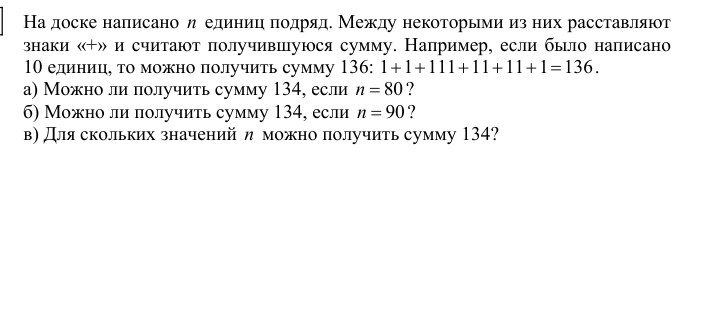 На доске написано n единиц подряд. Между некоторыми из них расставляют
знаки «+» и считают получившуюся сумму. Например, если было написано
10 единиц, то можно получить сумму 136: 1+1+111+11+11+1=136.
а) Можно ли получить сумму 134, если n = 80?
б) Можно ли получить сумму 134, если n = 90?
в) Для скольких значений n можно получить сумму 134?